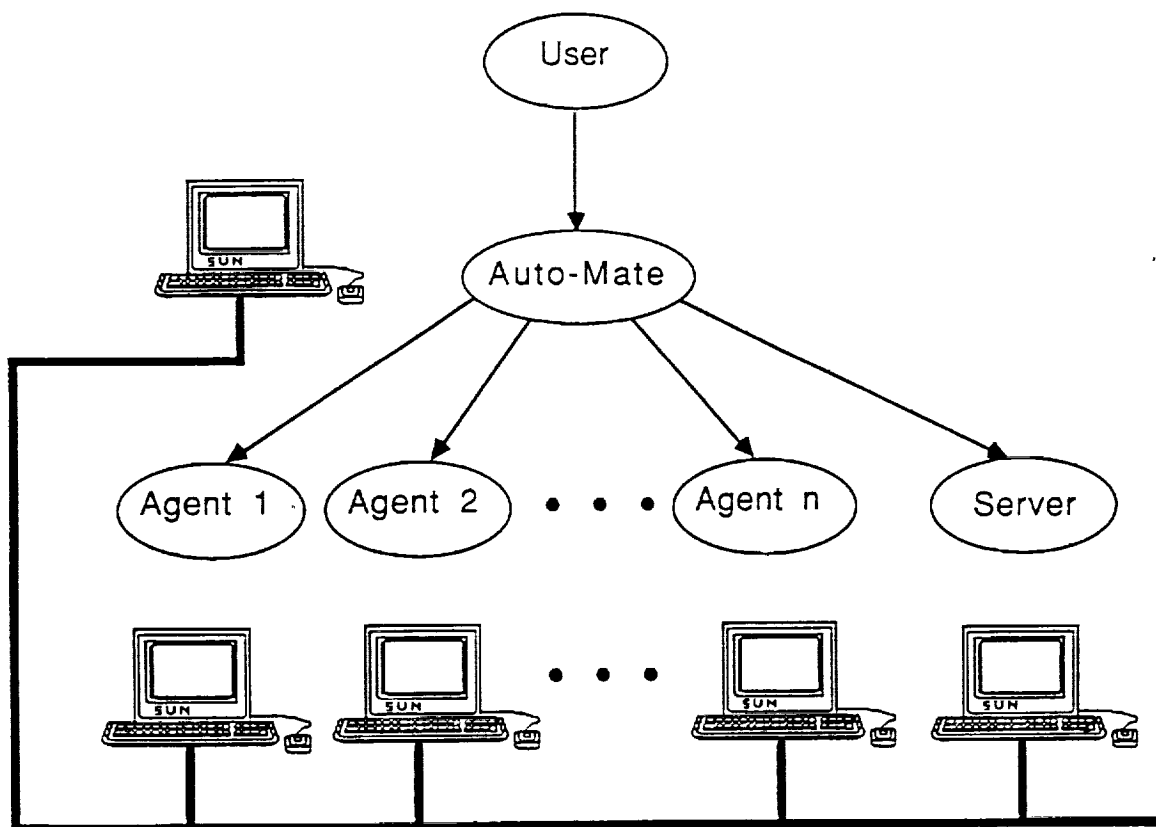 User
SUN
Auto-Mate
Agent 1
Agent 2
Agent n
Server
SUN
SUN
SUN
SUN